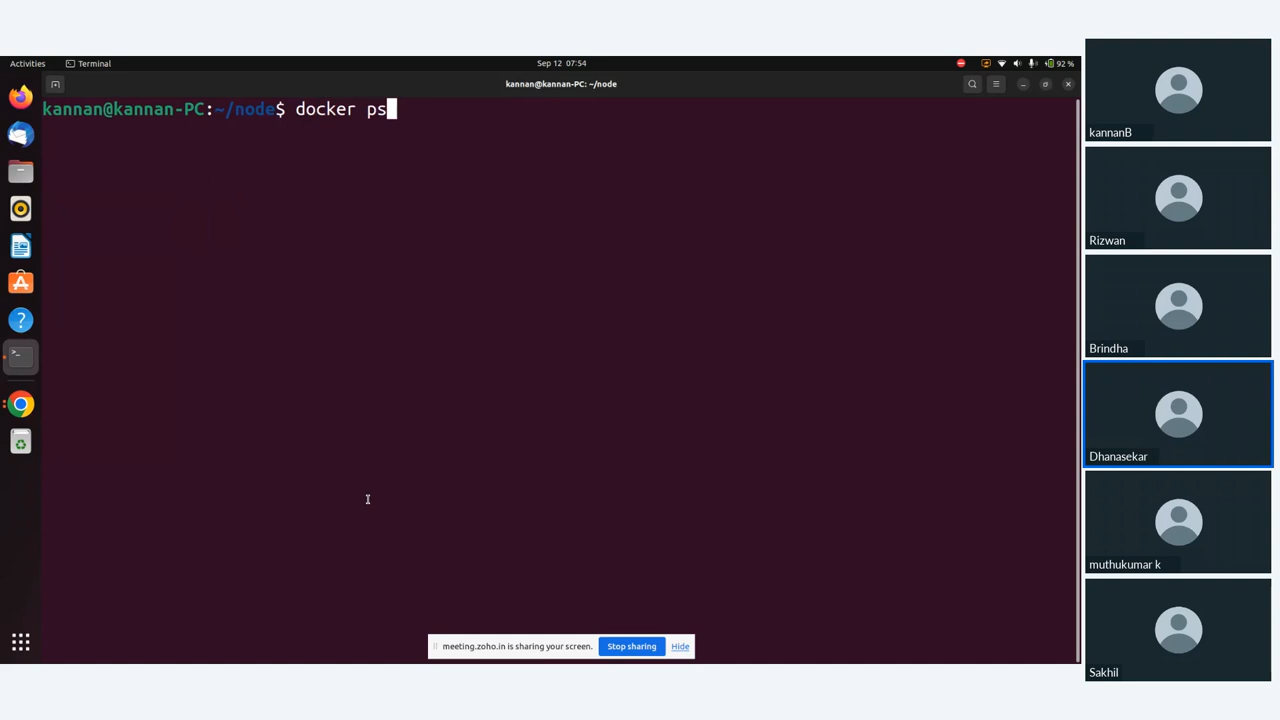 Activities
Terminal
Sep 12 07:54
92 %
kannan@kannan-PC: ~/node
kannan@kannan-PC:~/node$ docker ps
meeting.zoho.in is sharing your screen.
Stop sharing
Hide
kannanB
Rizwan
Brindha
Dhanasekar
muthukumar k
Sakhil